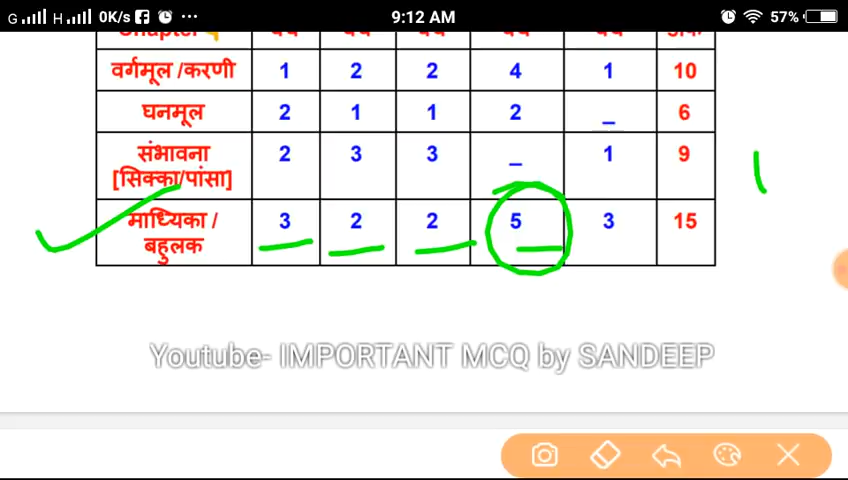 G H 0K/s 9:12 AM 57%
वर्गमूल /करणी 1 2 2 4 1 10
घनमूल 2 1 1 2 _ 6
संभावना 2 3 3 _ 1 9
[सिक्का/पांसा]
माध्यिका / 3 2 2 5 3 15
बहुलक
Youtube- IMPORTANT MCQ by SANDEEP